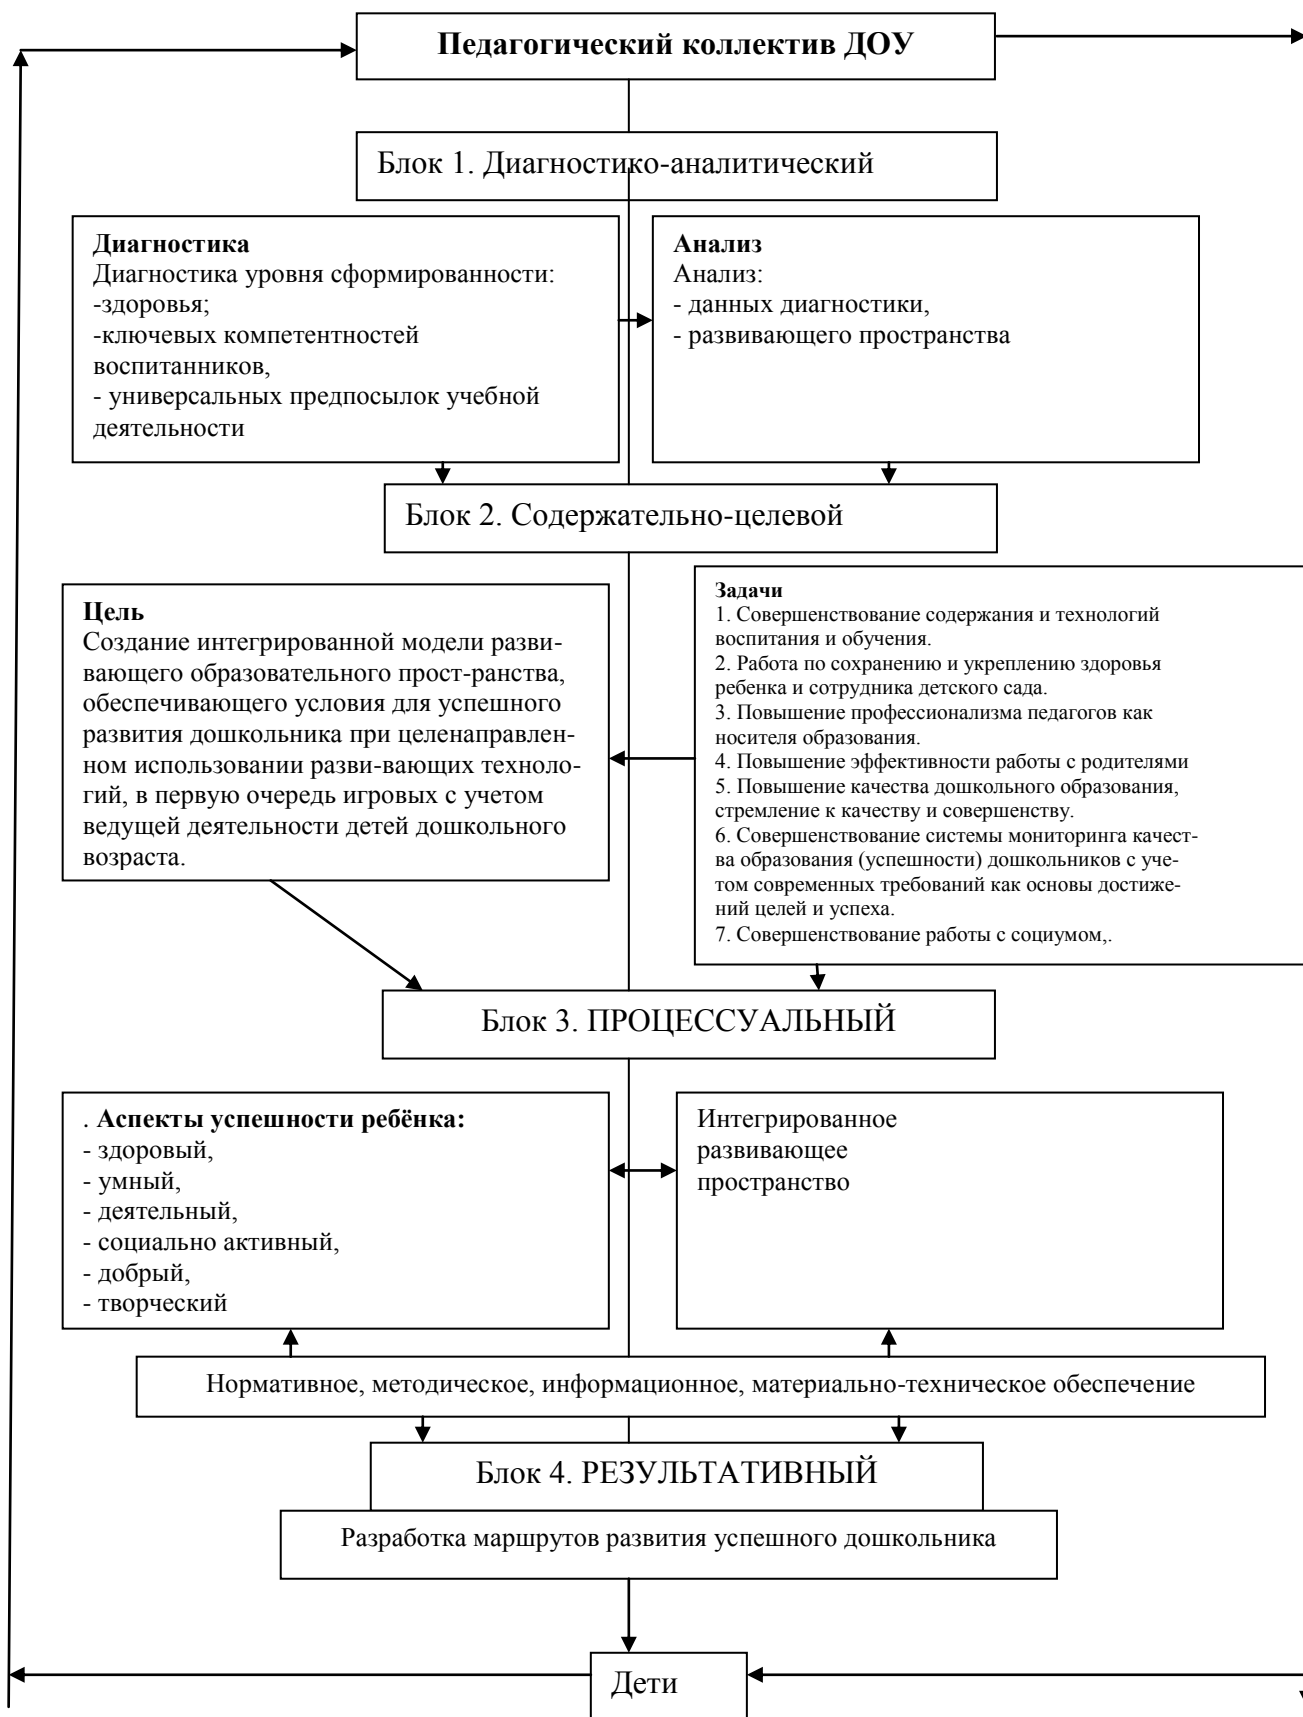 Педагогический коллектив ДОУ
Блок 1. Диагностико-аналитический
Диагностика
Диагностика уровня сформированности:
-здоровья;
-ключевых компетентностей
воспитанников,
- универсальных предпосылок учебной
деятельности
Анализ
Анализ:
- данных диагностики,
- развивающего пространства
Блок 2. Содержательно-целевой
Цель
Создание интегрированной модели разви-
вающего образовательного прост-ранства,
обеспечивающего условия для успешного
развития дошкольника при целенаправлен-
ном использовании разви-вающих техноло-
гий, в первую очередь игровых с учетом
ведущей деятельности детей дошкольного
возраста.
Задачи
1. Совершенствование содержания и технологий
воспитания и обучения.
2. Работа по сохранению и укреплению здоровья
ребенка и сотрудника детского сада.
3. Повышение профессионализма педагогов как
носителя образования.
4. Повышение эффективности работы с родителями
5. Повышение качества дошкольного образования,
стремление к качеству и совершенству.
6. Совершенствование системы мониторинга качест-
ва образования (успешности) дошкольников с уче-
том современных требований как основы достиже-
ний целей и успеха.
7. Совершенствование работы с социумом,.
Блок 3. ПРОЦЕССУАЛЬНЫЙ
. Аспекты успешности ребёнка:
- здоровый,
- умный,
- деятельный,
- социально активный,
- добрый,
- творческий
Интегрированное
развивающее
пространство
Нормативное, методическое, информационное, материально-техническое обеспечение
Блок 4. РЕЗУЛЬТАТИВНЫЙ
Разработка маршрутов развития успешного дошкольника
Дети